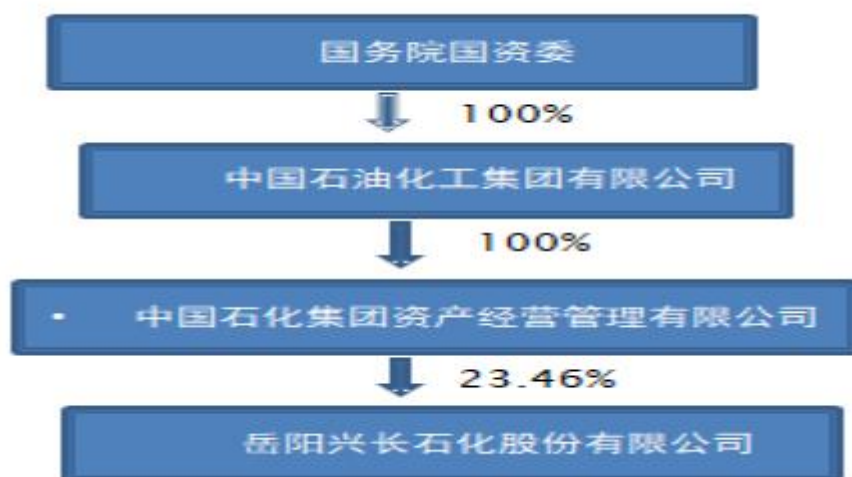 国务院国资委
100%
中国石油化工集团有限公司
100%
• 中国石化集团资产经营管理有限公司
23.46%
岳阳兴长石化股份有限公司